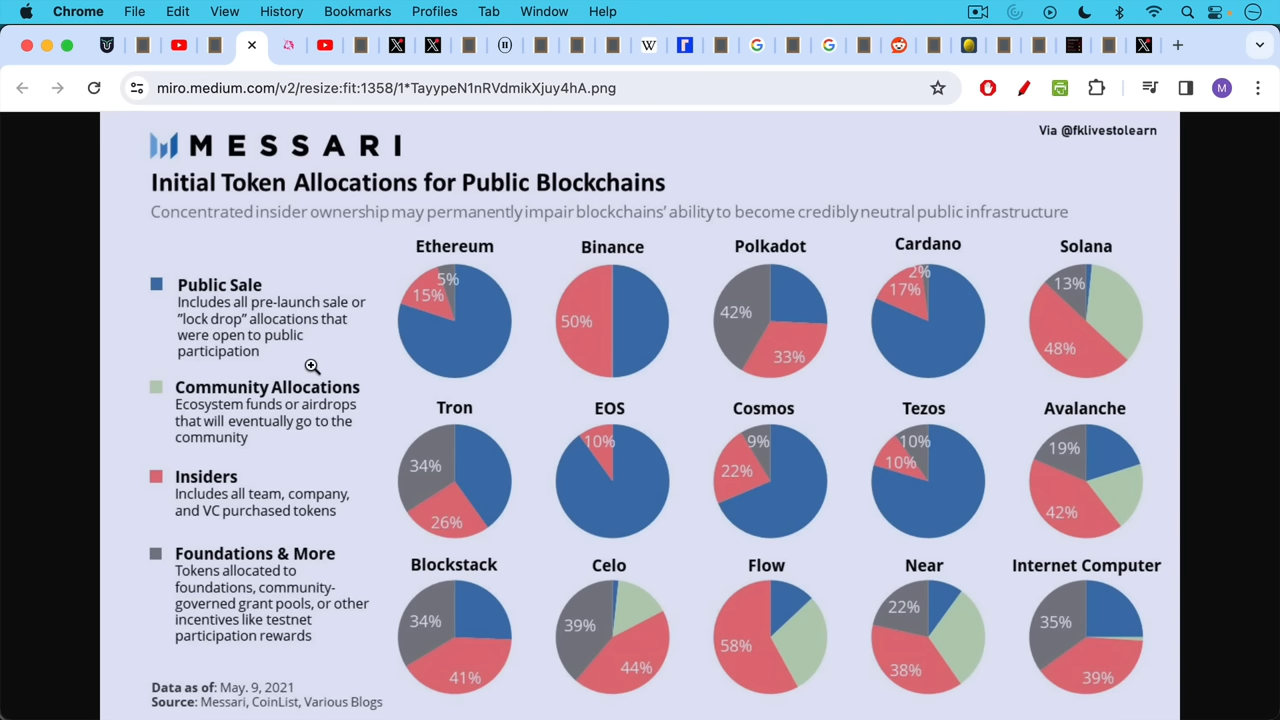 Chrome File Edit View History Bookmarks Profiles Tab Window Help
miro.medium.com/v2/resize:fit:1358/1*TayypeN1nRVdmikXjuy4hA.png
M
Via @fklivestolearn
MESSARI
Initial Token Allocations for Public Blockchains
Concentrated insider ownership may permanently impair blockchains' ability to become credibly neutral public infrastructure
Public Sale
Includes all pre-launch sale or
"lock drop" allocations that
were open to public
participation
Community Allocations
Ecosystem funds or airdrops
that will eventually go to the
community
Insiders
Includes all team, company,
and VC purchased tokens
Foundations & More
Tokens allocated to
foundations, community-
governed grant pools, or other
incentives like testnet
participation rewards
Ethereum
5%
15%
Binance
50%
Polkadot
42%
33%
Cardano
2%
17%
Solana
13%
48%
Tron
34%
26%
EOS
10%
Cosmos
9%
22%
Tezos
10%
10%
Avalanche
19%
42%
Blockstack
34%
41%
Celo
39%
44%
Flow
58%
Near
22%
38%
Internet Computer
35%
39%
Data as of: May. 9, 2021
Source: Messari, CoinList, Various Blogs